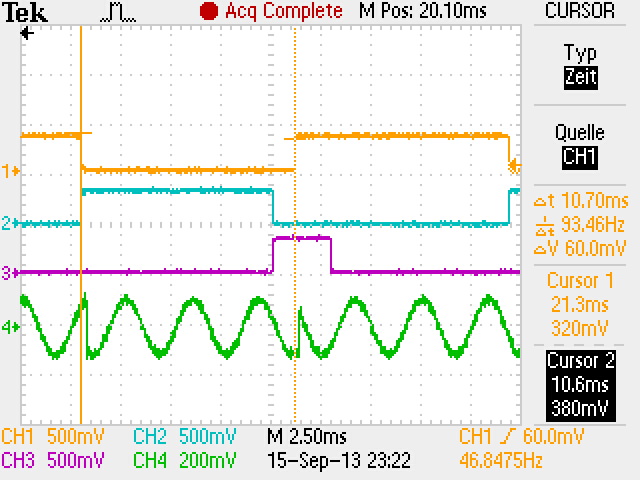 Tek Acq Complete M Pos: 20.10ms CURSOR
Typ
Zeit
Quelle
CH1
Δt 10.70ms
1/Δt 93.46Hz
ΔV 60.0mV
Cursor 1
21.3ms
320mV
Cursor 2
10.6ms
380mV
1
2
3
4
CH1 500mV CH2 500mV M 2.50ms CH1 60.0mV
CH3 500mV CH4 200mV 15-Sep-13 23:22 46.8475Hz